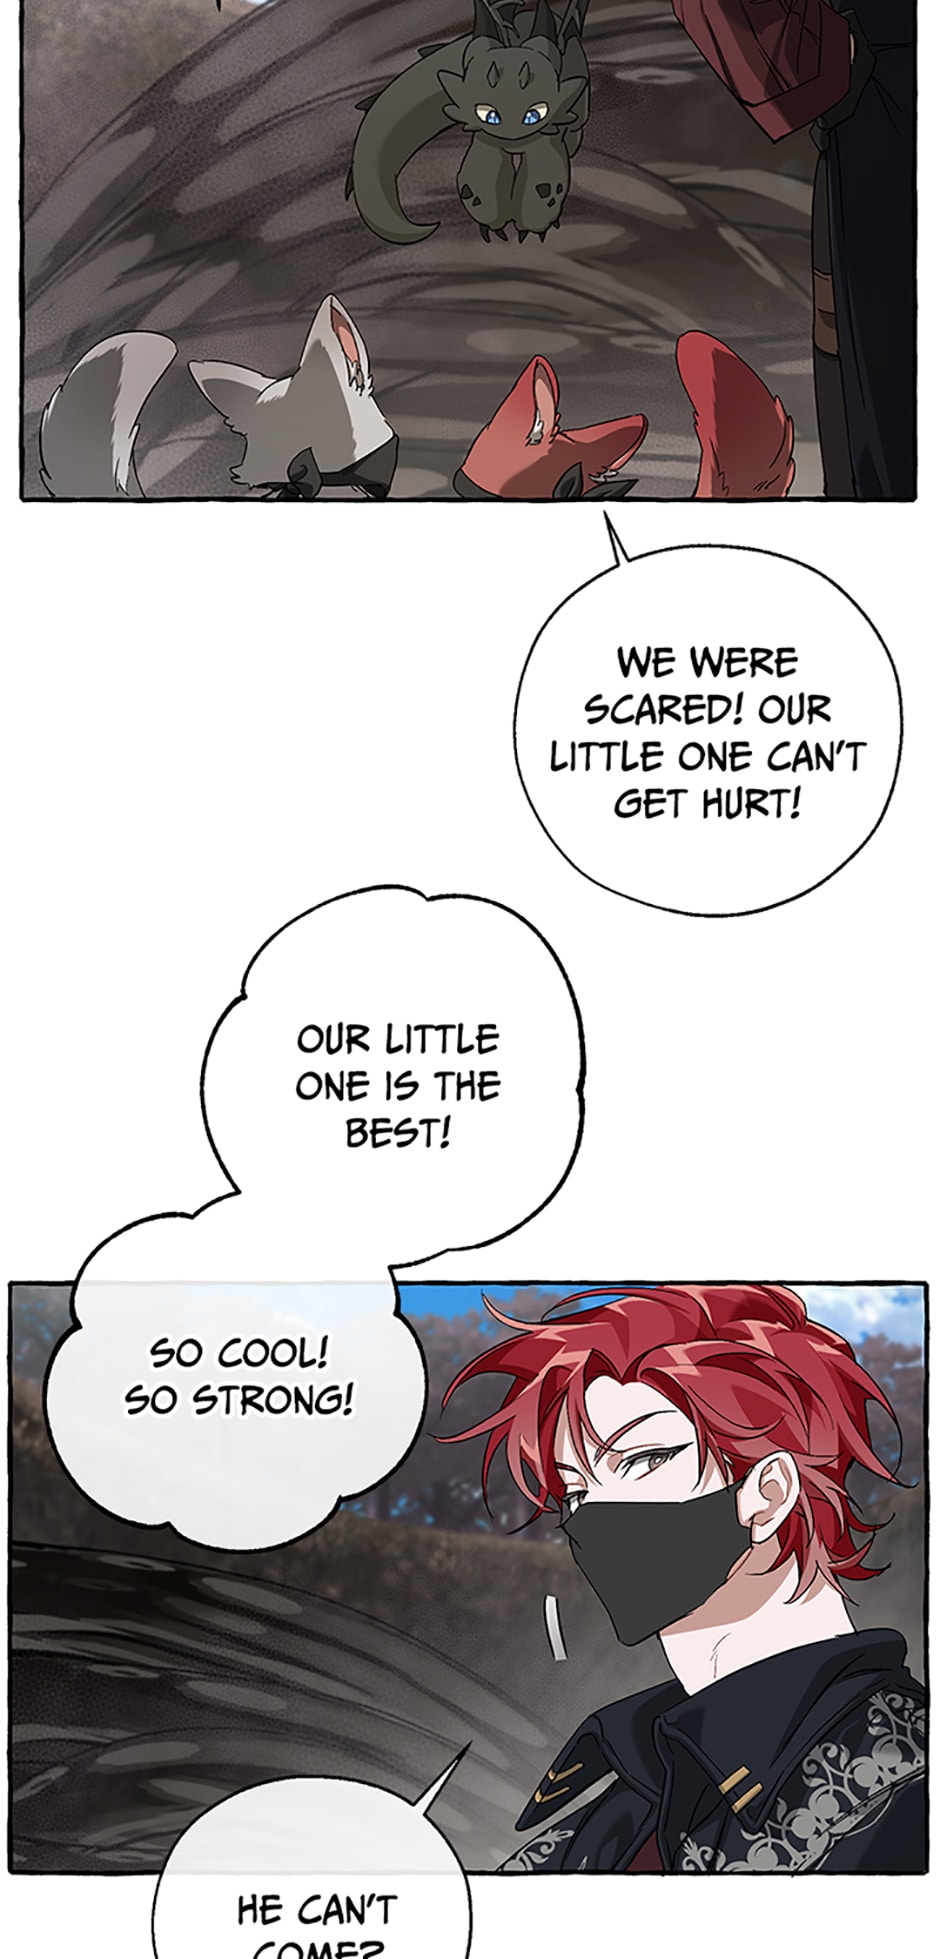 WE WERE
SCARED! OUR
LITTLE ONE CAN'T
GET HURT!
OUR LITTLE
ONE IS THE
BEST!
SO COOL!
SO STRONG!
HE CAN'T
COME?